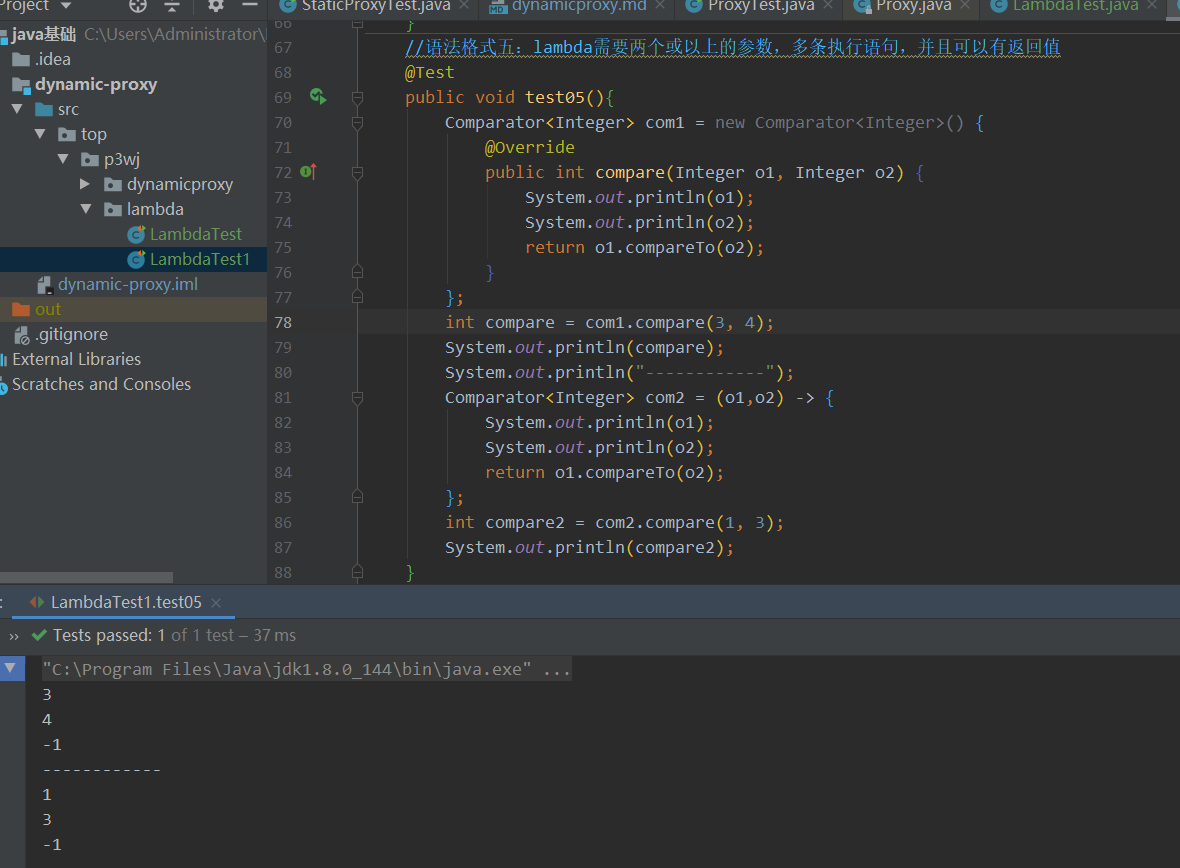 Project
StaticProxyTest.java
dynamicproxy.md
ProxyTest.java
Proxy.java
LambdaTest.java
java基础 C:\Users\Administrator\
.idea
dynamic-proxy
src
top
p3wj
dynamicproxy
lambda
LambdaTest
LambdaTest1
dynamic-proxy.iml
out
.gitignore
External Libraries
Scratches and Consoles
66 }
67 //语法格式五：lambda需要两个或以上的参数，多条执行语句，并且可以有返回值
68 @Test
69 public void test05(){
70 Comparator<Integer> com1 = new Comparator<Integer>() {
71 @Override
72 public int compare(Integer o1, Integer o2) {
73 System.out.println(o1);
74 System.out.println(o2);
75 return o1.compareTo(o2);
76 }
77 };
78 int compare = com1.compare(3, 4);
79 System.out.println(compare);
80 System.out.println("------------");
81 Comparator<Integer> com2 = (o1,o2) -> {
82 System.out.println(o1);
83 System.out.println(o2);
84 return o1.compareTo(o2);
85 };
86 int compare2 = com2.compare(1, 3);
87 System.out.println(compare2);
88 }
: LambdaTest1.test05
›› Tests passed: 1 of 1 test – 37 ms
"C:\Program Files\Java\jdk1.8.0_144\bin\java.exe" ...
3
4
-1
------------
1
3
-1